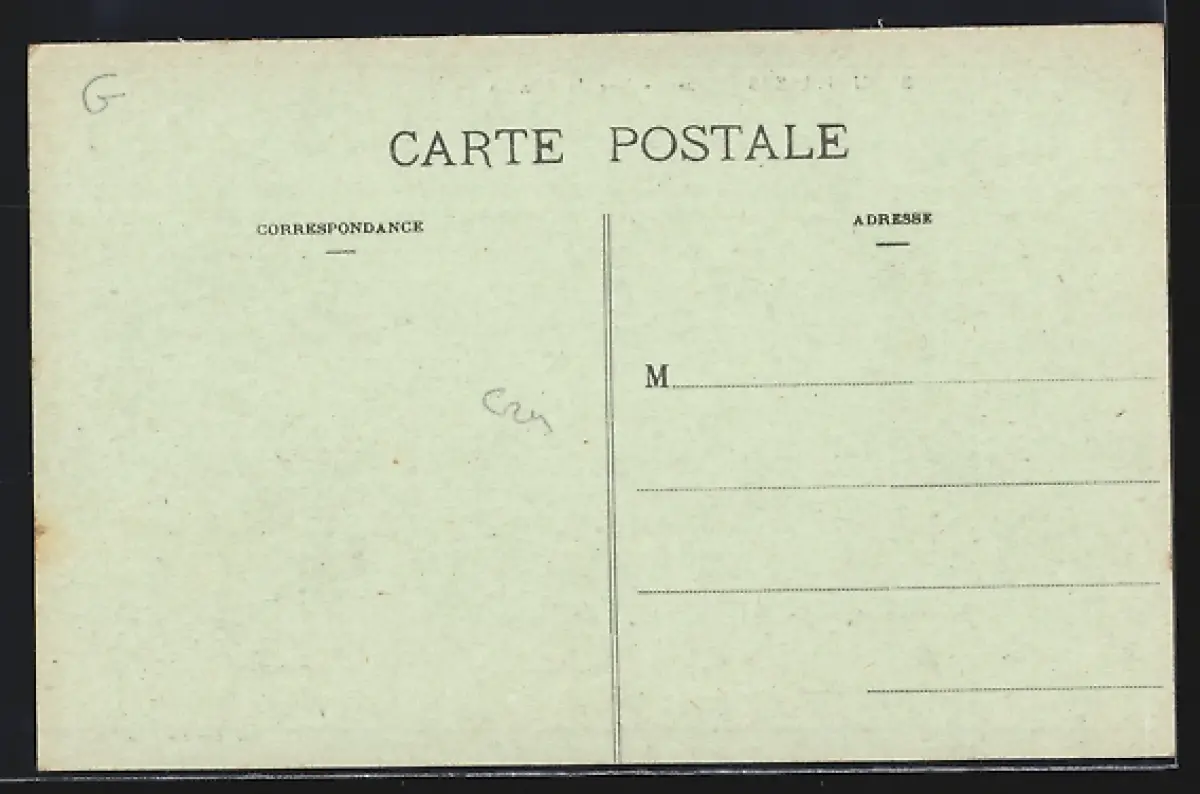 G
CARTE POSTALE
CORRESPONDANCE
ADRESSE
M